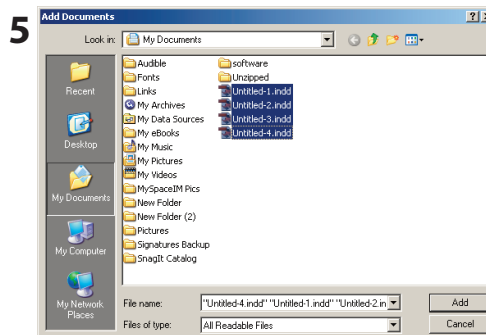 5
Add Documents
Look in:
My Documents
Recent
Desktop
My Documents
My Computer
My Network
Places
Audible
Fonts
Links
My Archives
My Data Sources
My eBooks
My Music
My Pictures
My Videos
MySpaceIM Pics
New Folder
New Folder (2)
Pictures
Signatures Backup
SnagIt Catalog
software
Unzipped
Untitled-1.indd
Untitled-2.indd
Untitled-3.indd
Untitled-4.indd
File name:
"Untitled-4.indd" "Untitled-1.indd" "Untitled-2.in
Add
Files of type:
All Readable Files
Cancel